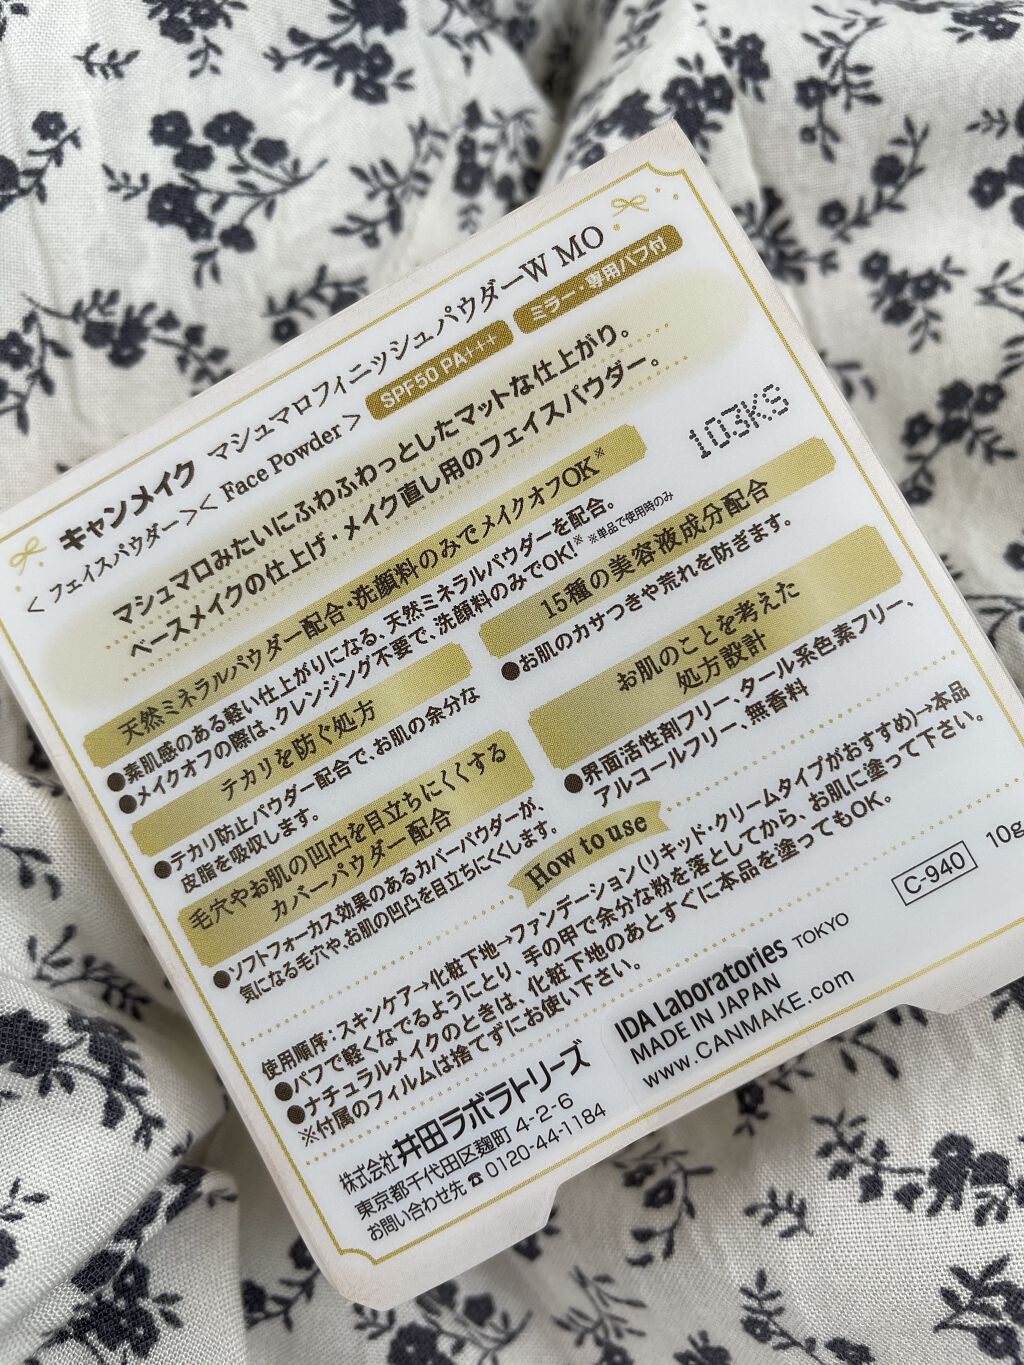 キャンメイク マシュマロフィニッシュパウダーW MO
<フェイスパウダー><Face Powder> SPF50 PA+++ ミラー・専用パフ付
マシュマロみたいにふわふわっとしたマットな仕上がり。
ベースメイクの仕上げ・メイク直し用のフェイスパウダー。
103KS
天然ミネラルパウダー配合・洗顔料のみでメイクオフOK※
●素肌感のある軽い仕上がりになる、天然ミネラルパウダーを配合。
●メイクオフの際は、クレンジング不要で、洗顔料のみでOK!※ ※単品で使用時のみ
テカリを防ぐ処方
●テカリ防止パウダー配合で、お肌の余分な
皮脂を吸収します。
毛穴やお肌の凹凸を目立ちにくくする
カバーパウダー配合
●ソフトフォーカス効果のあるカバーパウダーが、
気になる毛穴や、お肌の凹凸を目立ちにくくします。
15種の美容液成分配合
●お肌のカサつきや荒れを防ぎます。
お肌のことを考えた
処方設計
●界面活性剤フリー、タール系色素フリー、
アルコールフリー、無香料
How to use
使用順序:スキンケア→化粧下地→ファンデーション(リキッド・クリームタイプがおすすめ)→本品
●パフで軽くなでるようにとり、手の甲で余分な粉を落としてから、お肌に塗って下さい。
●ナチュラルメイクのときは、化粧下地のあとすぐに本品を塗ってもOK。
※付属のフィルムは捨てずにお使い下さい。
株式会社井田ラボラトリーズ
東京都千代田区麹町 4-2-6
お問い合わせ先☎0120-44-1184
IDA Laboratories TOKYO
MADE IN JAPAN
www.CANMAKE.com
C-940
10g